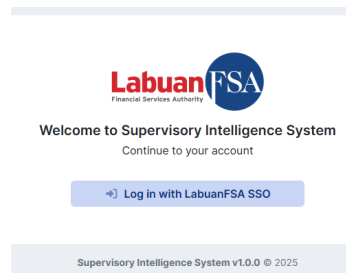 Labuan FSA
Financial Services Authority
Welcome to Supervisory Intelligence System
Continue to your account
Log in with LabuanFSA SSO
Supervisory Intelligence System v1.0.0 © 2025